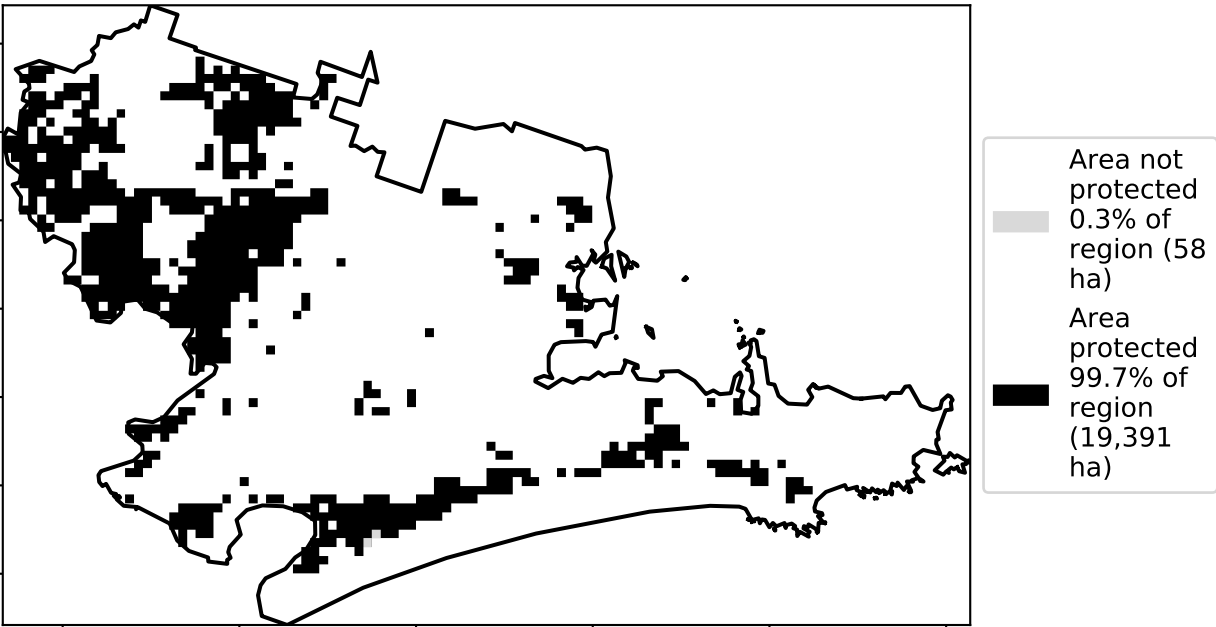 Area not
protected
0.3% of
region (58
ha)
Area
protected
99.7% of
region
(19,391
ha)